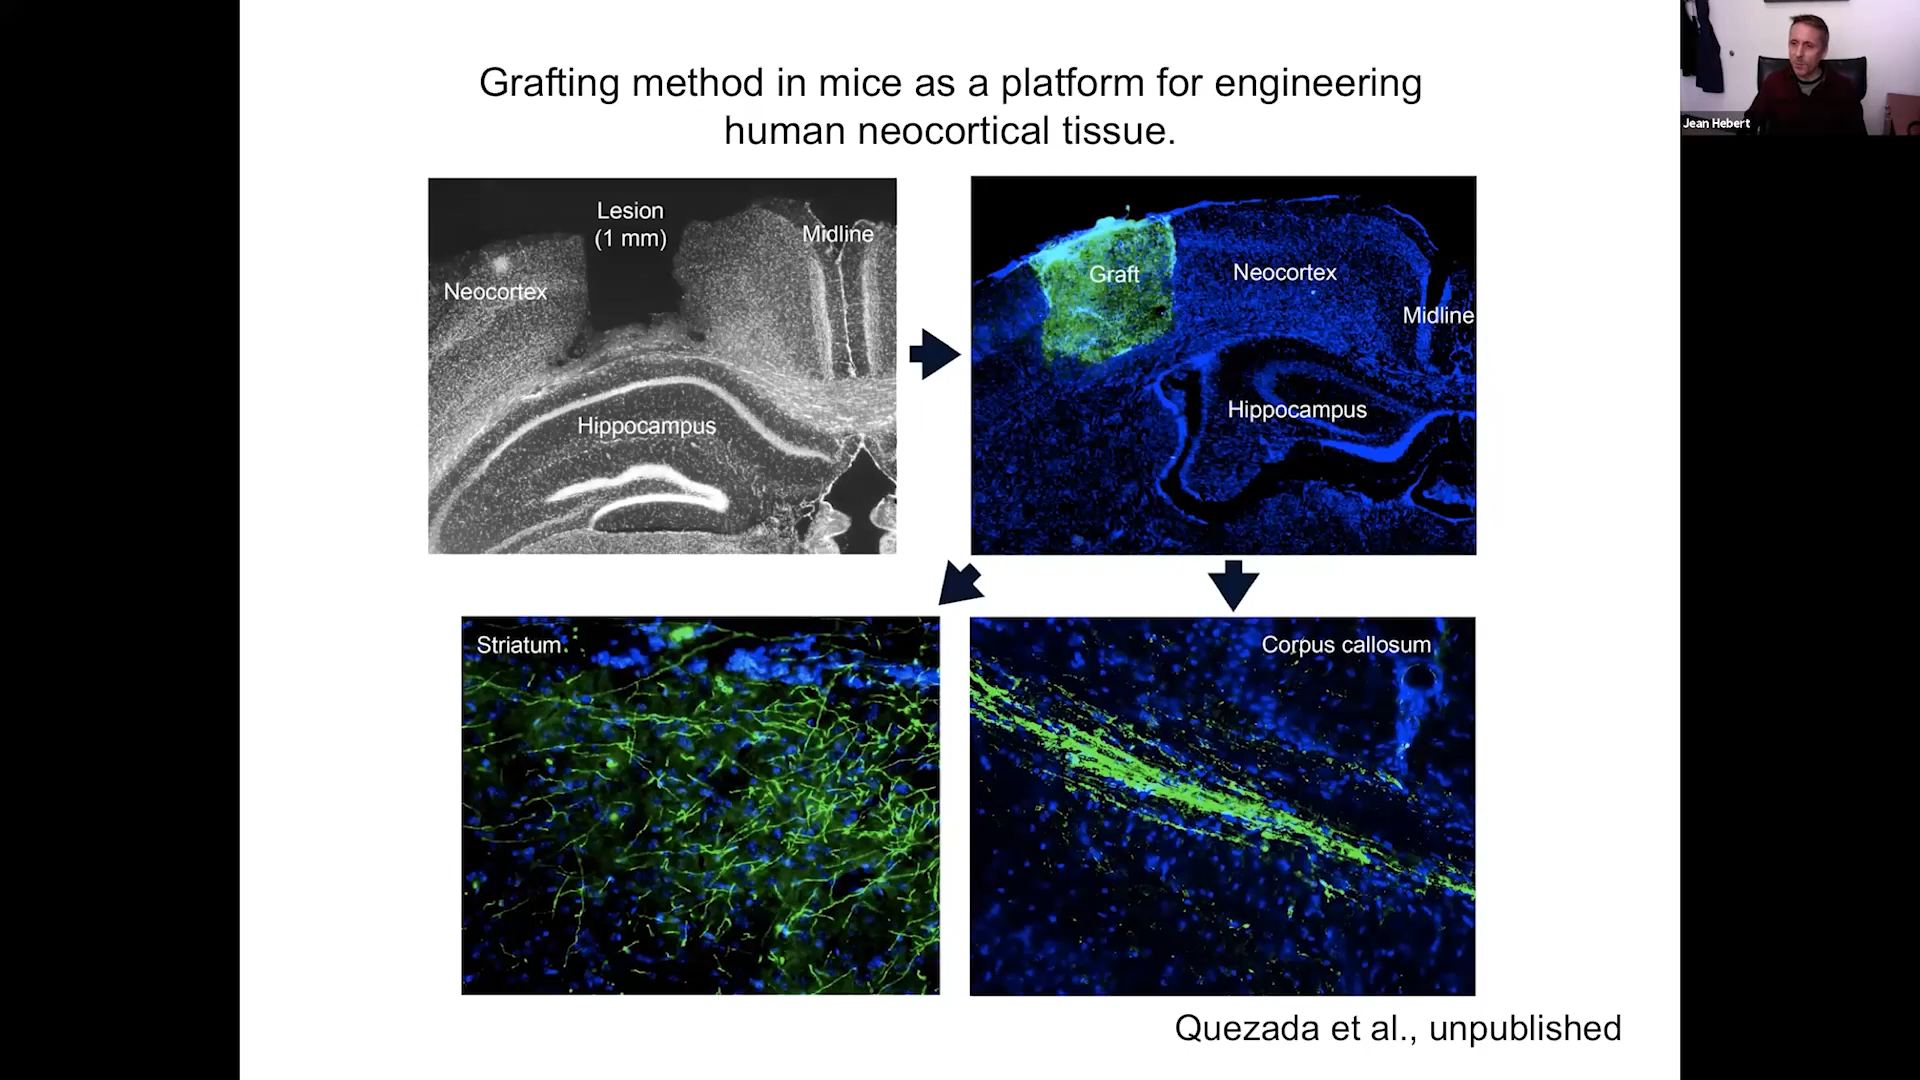 Grafting method in mice as a platform for engineering
human neocortical tissue.
Lesion
(1 mm)
Midline
Neocortex
Hippocampus
Graft
Neocortex
Midline
Hippocampus
Striatum
Corpus callosum
Quezada et al., unpublished
Jean Hebert